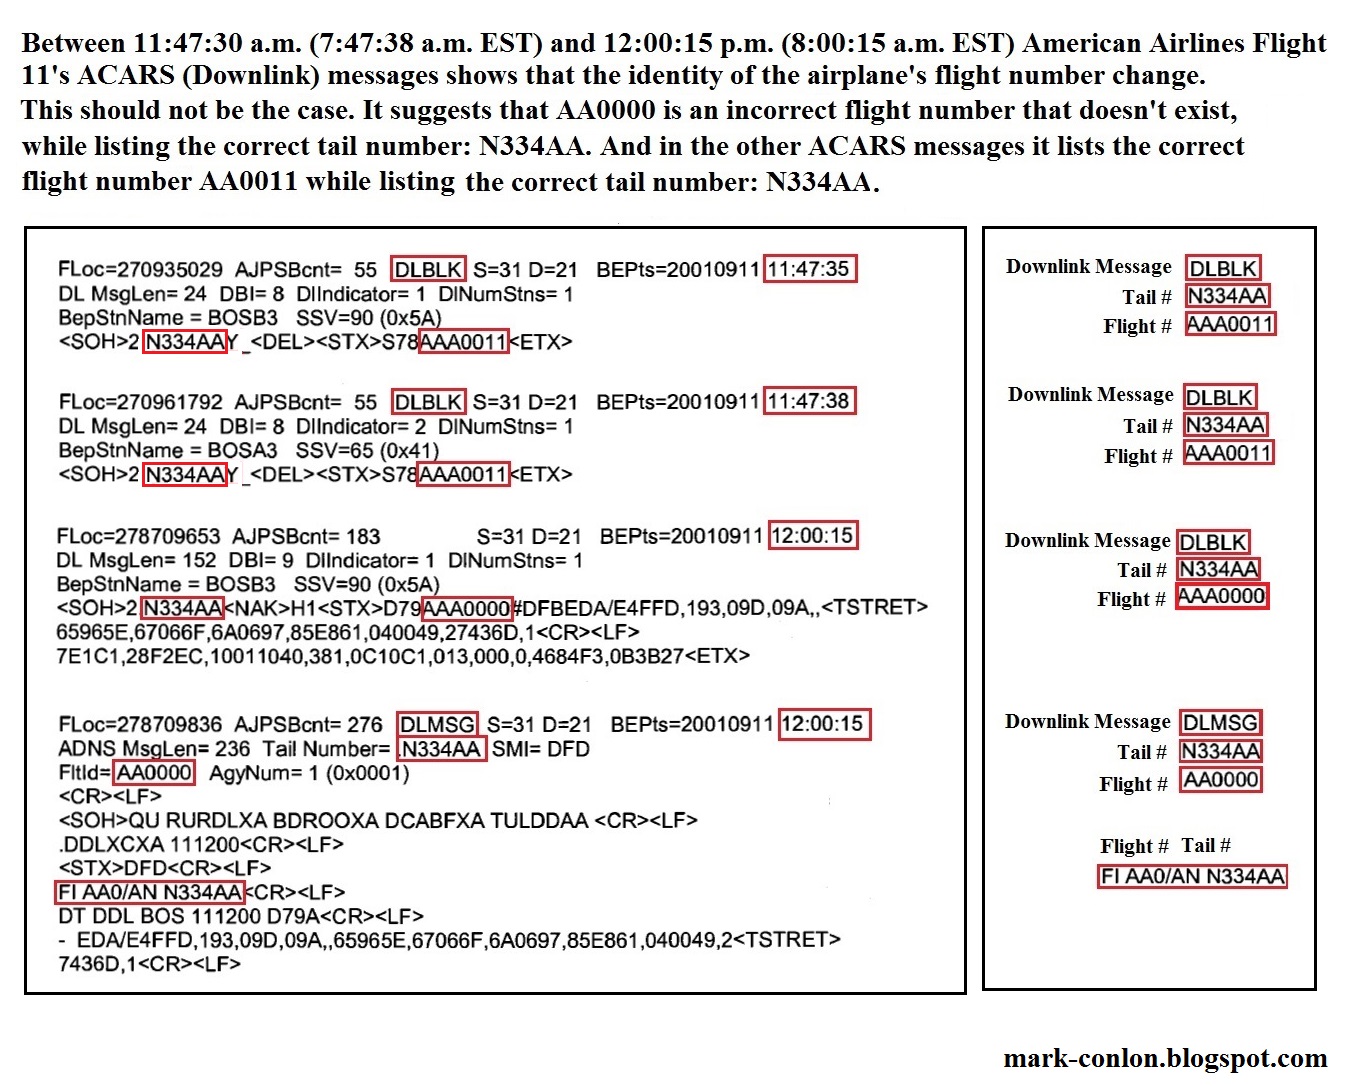 Between 11:47:30 a.m. (7:47:38 a.m. EST) and 12:00:15 p.m. (8:00:15 a.m. EST) American Airlines Flight
11's ACARS (Downlink) messages shows that the identity of the airplane's flight number change.
This should not be the case. It suggests that AA0000 is an incorrect flight number that doesn't exist,
while listing the correct tail number: N334AA. And in the other ACARS messages it lists the correct
flight number AA0011 while listing the correct tail number: N334AA.
FLoc=270935029 AJPSBcnt= 55 DLBLK S=31 D=21 BEPts=20010911 11:47:35
DL MsgLen= 24 DBI= 8 DlIndicator= 1 DlNumStns= 1
BepStnName = BOSB3 SSV=90 (0x5A)
<SOH>2 N334AAY _<DEL><STX>S78AAA0011<ETX>
FLoc=270961792 AJPSBcnt= 55 DLBLK S=31 D=21 BEPts=20010911 11:47:38
DL MsgLen= 24 DBI= 8 DlIndicator= 2 DlNumStns= 1
BepStnName = BOSA3 SSV=65 (0x41)
<SOH>2 N334AAY _<DEL><STX>S78AAA0011<ETX>
FLoc=278709653 AJPSBcnt= 183 S=31 D=21 BEPts=20010911 12:00:15
DL MsgLen= 152 DBI= 9 DlIndicator= 1 DlNumStns= 1
BepStnName = BOSB3 SSV=90 (0x5A)
<SOH>2 N334AA<NAK>H1<STX>D79AAA0000#DFBEDA/E4FFD,193,09D,09A,,<TSTRET>
65965E,67066F,6A0697,85E861,040049,27436D,1<CR><LF>
7E1C1,28F2EC,10011040,381,0C10C1,013,000,0,4684F3,0B3B27<ETX>
FLoc=278709836 AJPSBcnt= 276 DLMSG S=31 D=21 BEPts=20010911 12:00:15
ADNS MsgLen= 236 Tail Number= .N334AA SMI= DFD
FltId= AA0000 AgyNum= 1 (0x0001)
<CR><LF>
<SOH>QU RURDLXA BDROOXA DCABFXA TULDDAA <CR><LF>
.DDLXCXA 111200<CR><LF>
<STX>DFD<CR><LF>
FI AA0/AN N334AA<CR><LF>
DT DDL BOS 111200 D79A<CR><LF>
- EDA/E4FFD,193,09D,09A,,65965E,67066F,6A0697,85E861,040049,2<TSTRET>
7436D,1<CR><LF>
Downlink Message DLBLK
Tail # N334AA
Flight # AAA0011
Downlink Message DLBLK
Tail # N334AA
Flight # AAA0011
Downlink Message DLBLK
Tail # N334AA
Flight # AAA0000
Downlink Message DLMSG
Tail # N334AA
Flight # AA0000
Flight # Tail #
FI AA0/AN N334AA
mark-conlon.blogspot.com